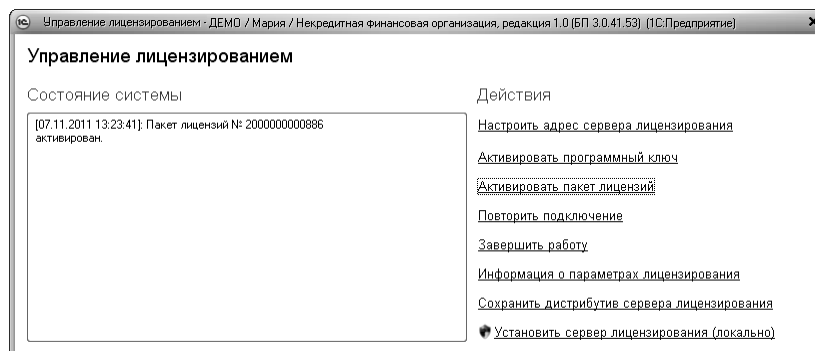 Управление лицензированием - ДЕМО / Мария / Некредитная финансовая организация, редакция 1.0 (БП 3.0.41.53) (1С:Предприятие)
Управление лицензированием
Состояние системы
[07.11.2011 13:23:41]: Пакет лицензий № 2000000000886
активирован.
Действия
Настроить адрес сервера лицензирования
Активировать программный ключ
Активировать пакет лицензий
Повторить подключение
Завершить работу
Информация о параметрах лицензирования
Сохранить дистрибутив сервера лицензирования
Установить сервер лицензирования (локально)